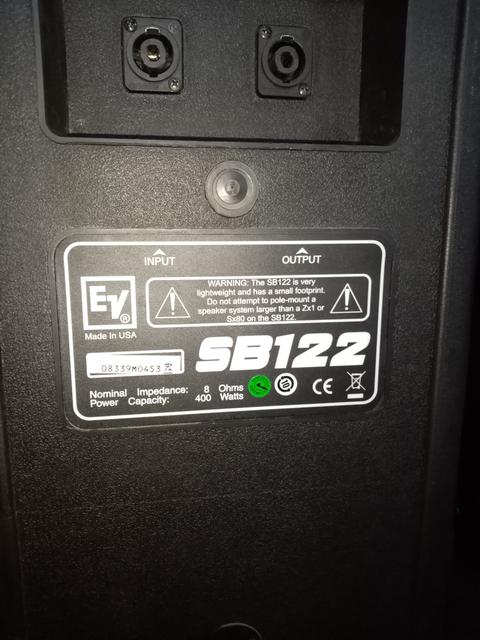 INPUT
OUTPUT
EV®
Made in USA
WARNING: The SB122 is very
lightweight and has a small footprint.
Do not attempt to pole-mount a
speaker system larger than a Zx1 or
Sx80 on the SB122.
SB122
08339M0453
Nominal Impedance: 8 Ohms
Power Capacity: 400 Watts
CE